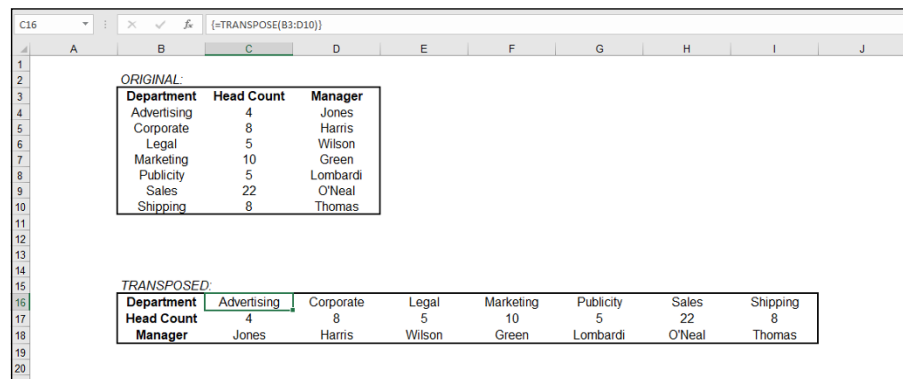 C16 fx {=TRANSPOSE(B3:D10)}
A B C D E F G H I J
1
2 ORIGINAL:
3 Department Head Count Manager
4 Advertising 4 Jones
5 Corporate 8 Harris
6 Legal 5 Wilson
7 Marketing 10 Green
8 Publicity 5 Lombardi
9 Sales 22 O'Neal
10 Shipping 8 Thomas
11
12
13
14
15 TRANSPOSED:
16 Department Advertising Corporate Legal Marketing Publicity Sales Shipping
17 Head Count 4 8 5 10 5 22 8
18 Manager Jones Harris Wilson Green Lombardi O'Neal Thomas
19
20